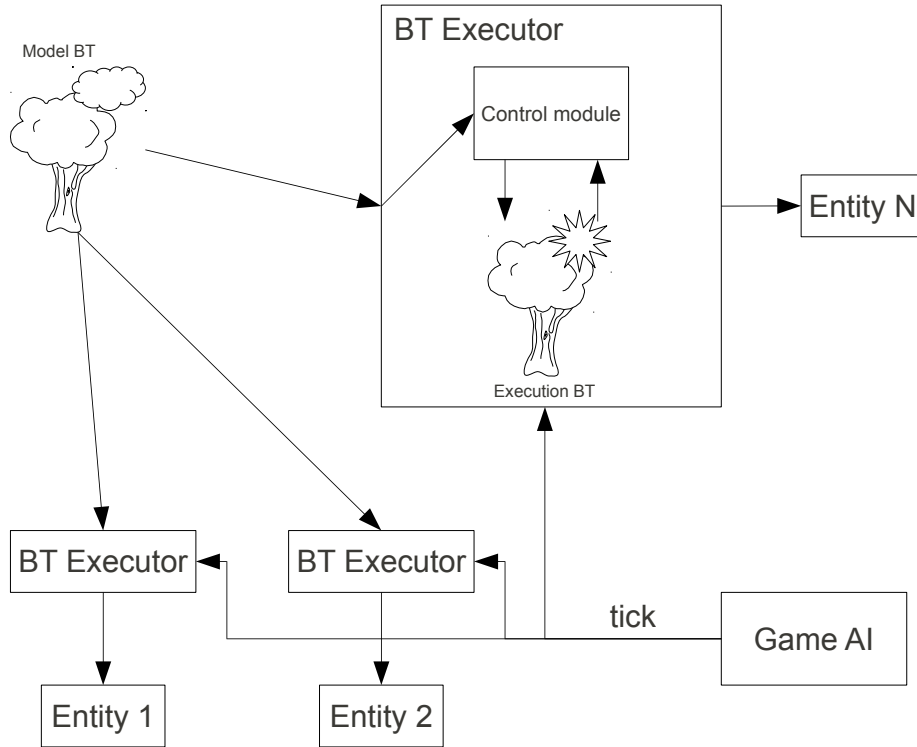 BT Executor
Model BT
Control module
Entity N
Execution BT
BT Executor
BT Executor
tick
Game AI
Entity 1
Entity 2